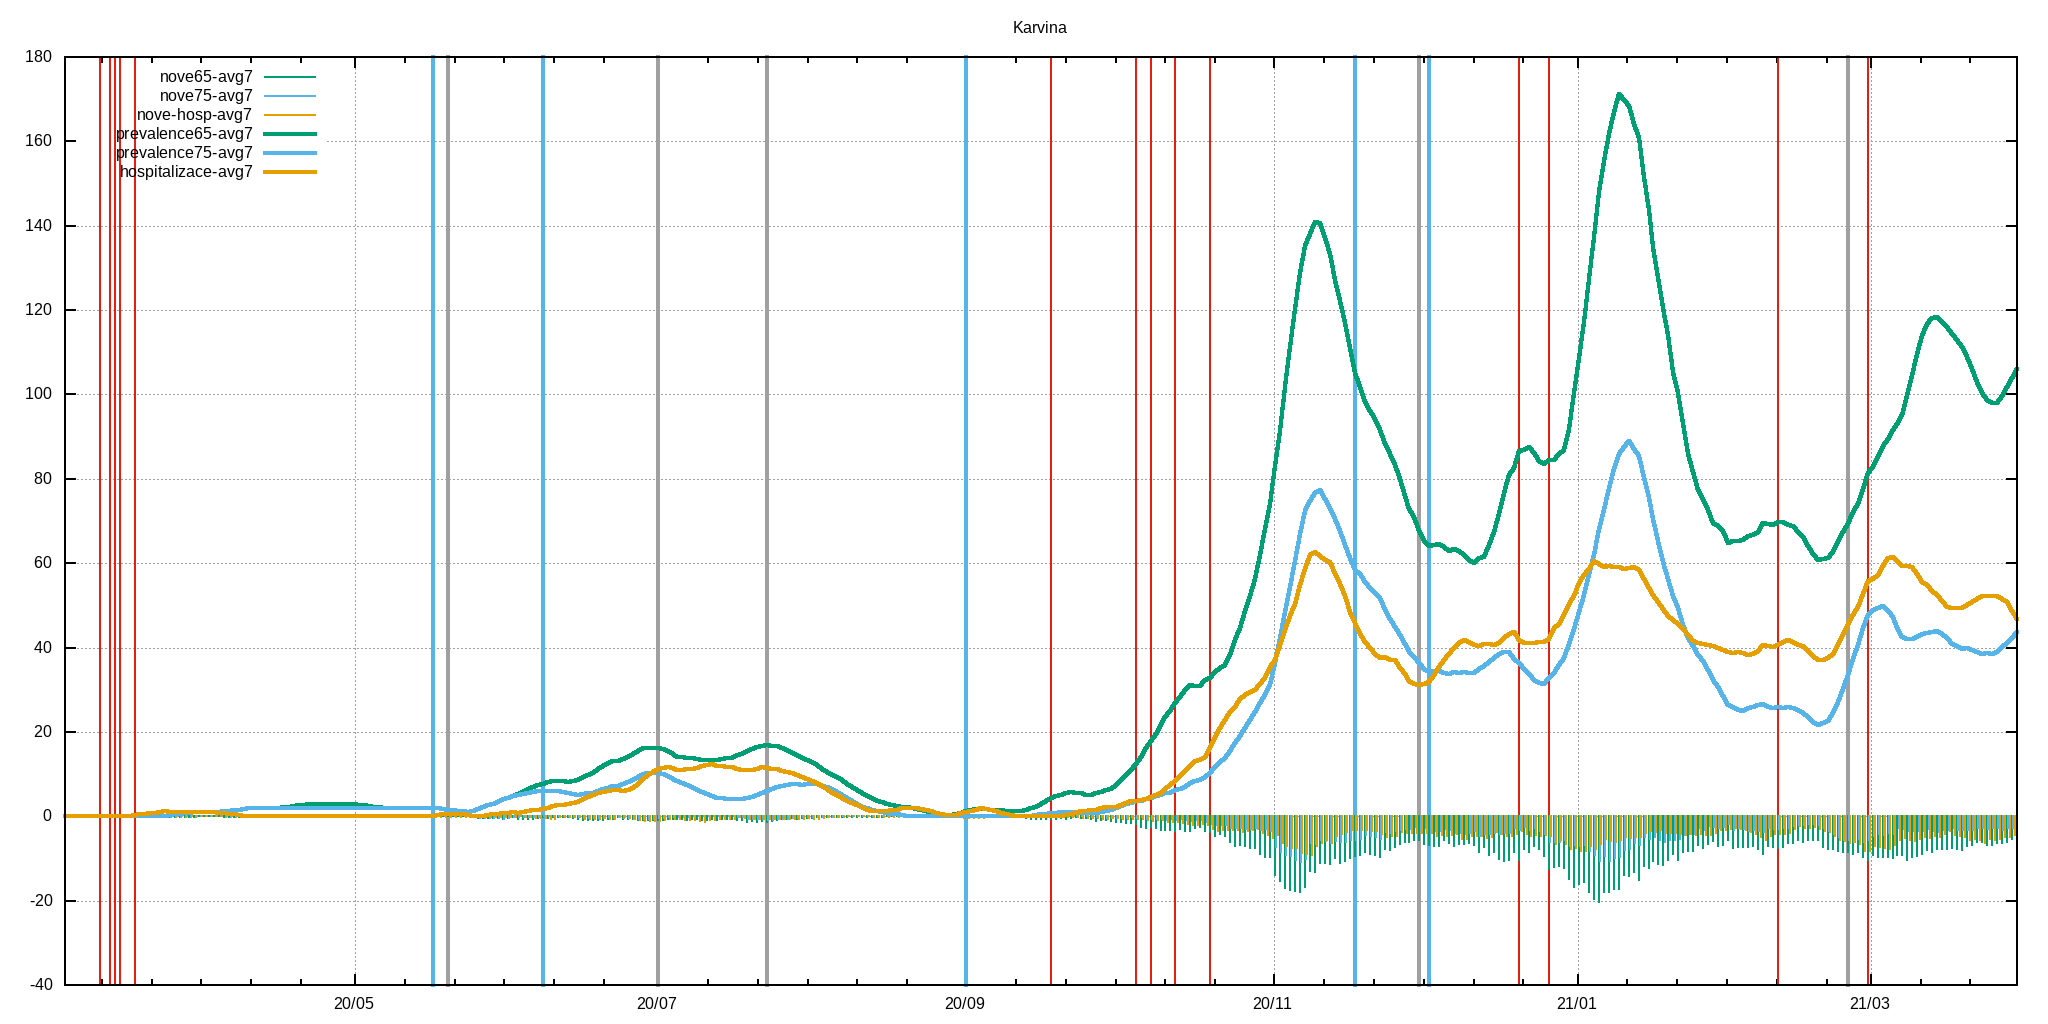 Karvina
nove65-avg7
nove75-avg7
nove-hosp-avg7
prevalence65-avg7
prevalence75-avg7
hospitalizace-avg7
180
160
140
120
100
80
60
40
20
0
-20
-40
20/05 20/07 20/09 20/11 21/01 21/03